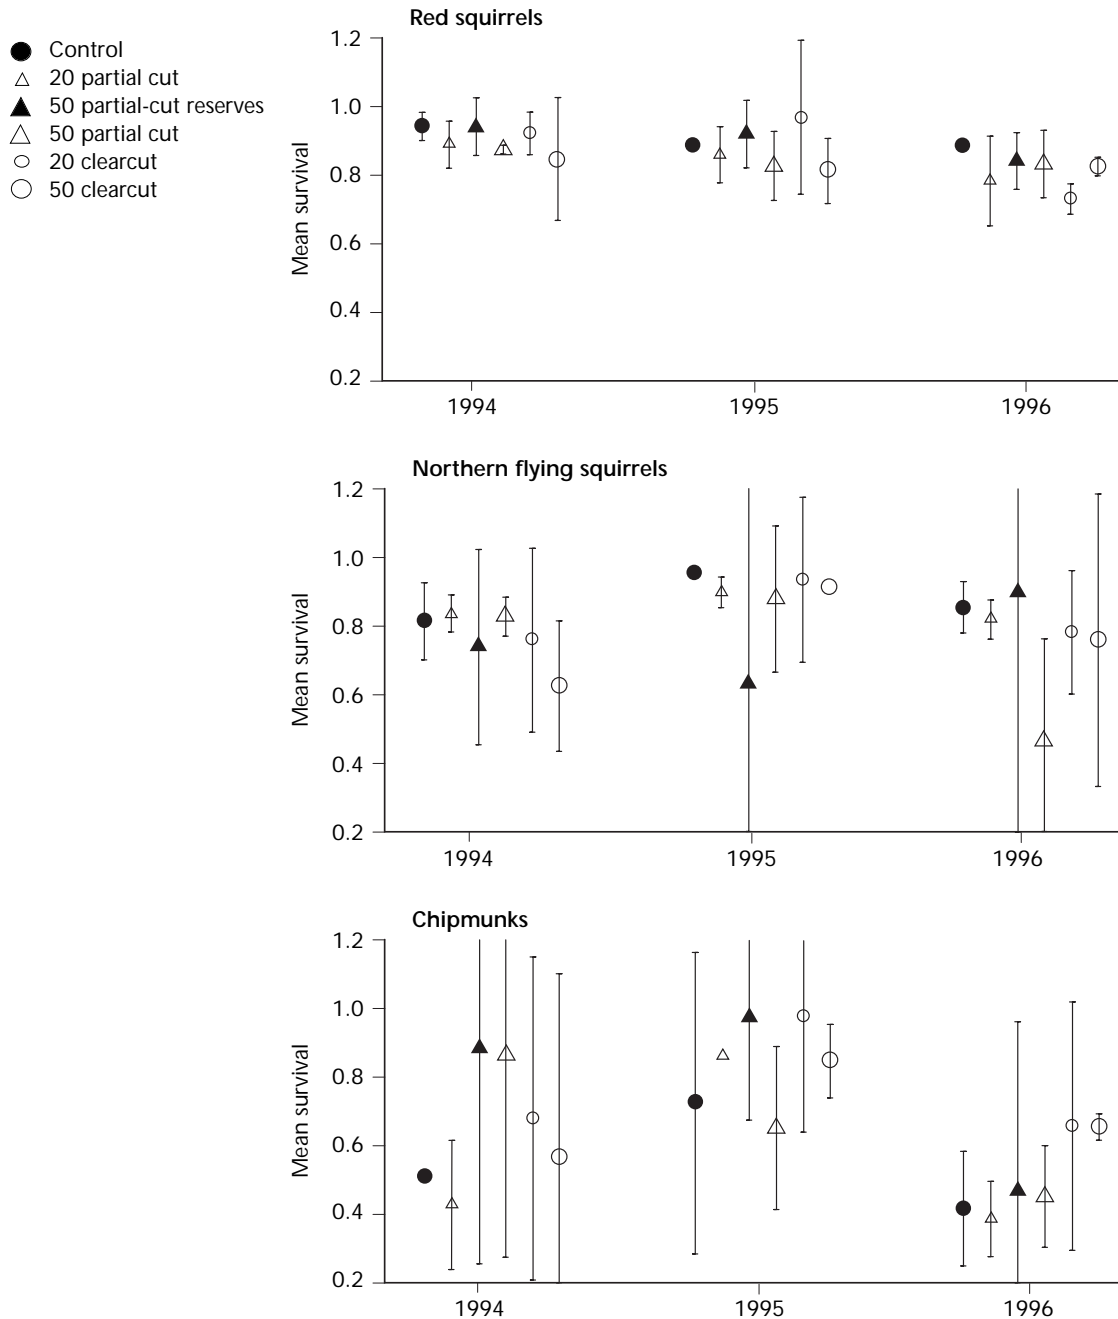 Red squirrels
Control
20 partial cut
50 partial-cut reserves
50 partial cut
20 clearcut
50 clearcut
Mean survival
1.2
1.0
0.8
0.6
0.4
0.2
1994
1995
1996
Northern flying squirrels
Mean survival
1.2
1.0
0.8
0.6
0.4
0.2
1994
1995
1996
Chipmunks
Mean survival
1.2
1.0
0.8
0.6
0.4
0.2
1994
1995
1996